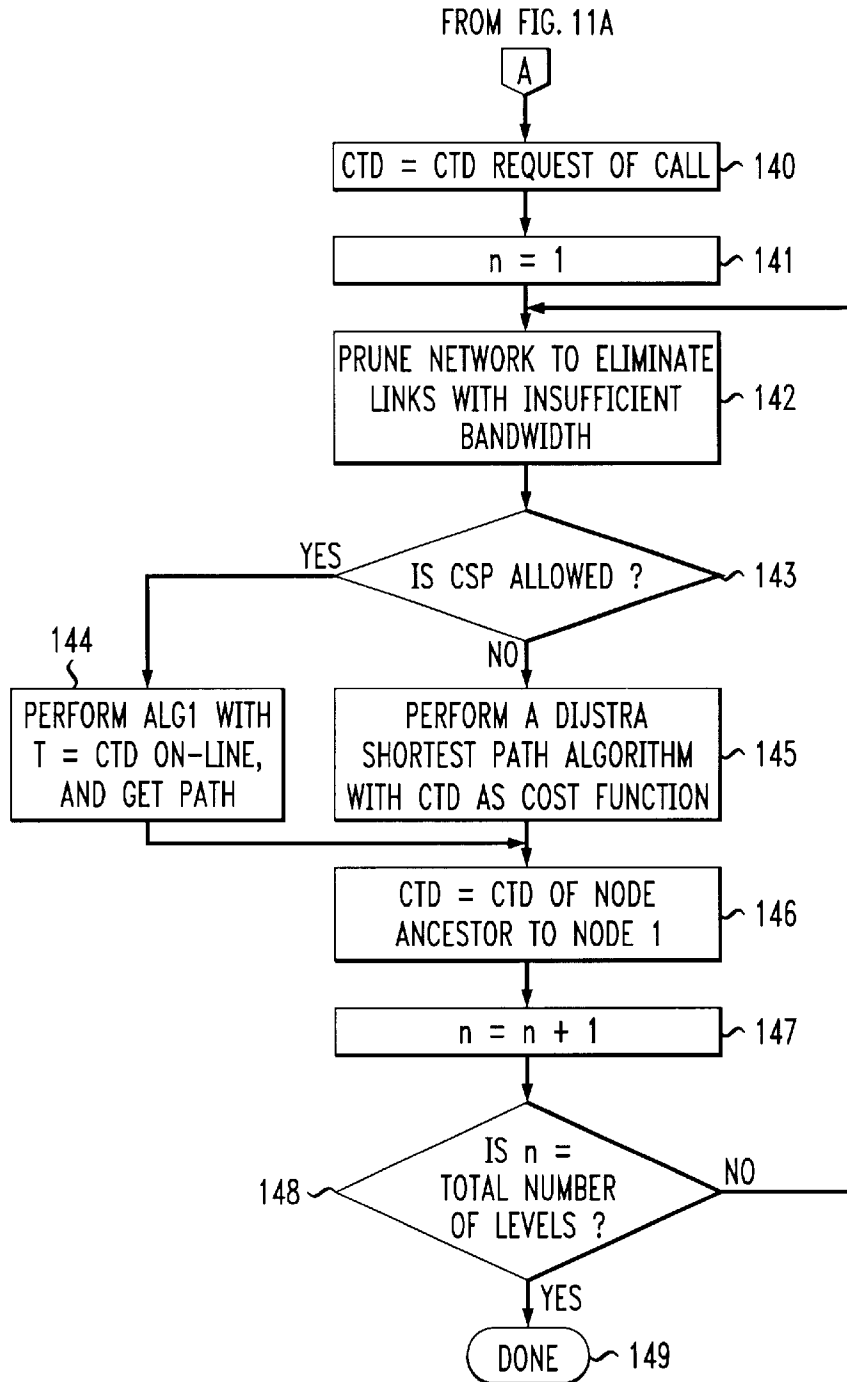 FROM FIG. 11A
A
CTD = CTD REQUEST OF CALL
140
n = 1
141
PRUNE NETWORK TO ELIMINATE
LINKS WITH INSUFFICIENT
BANDWIDTH
142
YES
IS CSP ALLOWED ?
143
NO
144
PERFORM ALG1 WITH
T = CTD ON-LINE,
AND GET PATH
PERFORM A DIJSTRA
SHORTEST PATH ALGORITHM
WITH CTD AS COST FUNCTION
145
CTD = CTD OF NODE
ANCESTOR TO NODE 1
146
n = n + 1
147
148
IS n =
TOTAL NUMBER
OF LEVELS ?
NO
YES
DONE
149